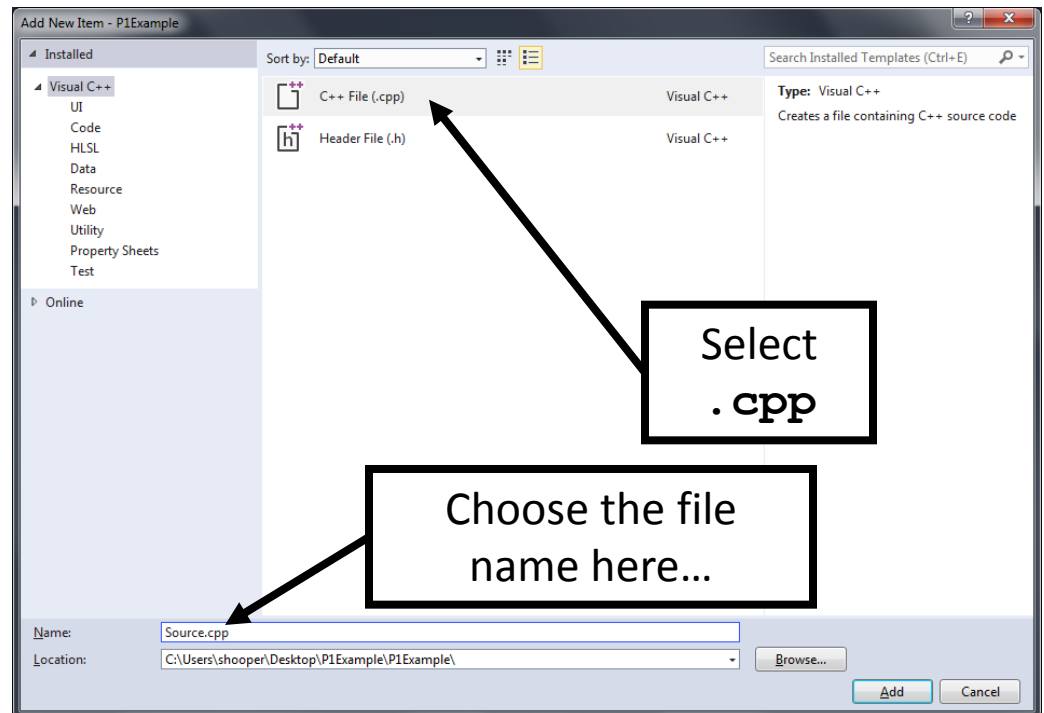 Add New Item - P1Example
Installed
Sort by: Default
Search Installed Templates (Ctrl+E)
Visual C++
UI
Code
HLSL
Data
Resource
Web
Utility
Property Sheets
Test
Online
C++ File (.cpp) Visual C++
Header File (.h) Visual C++
Type: Visual C++
Creates a file containing C++ source code
Select
.cpp
Choose the file
name here…
Name: Source.cpp
Location: C:\Users\shooper\Desktop\P1Example\P1Example\ Browse...
Add Cancel